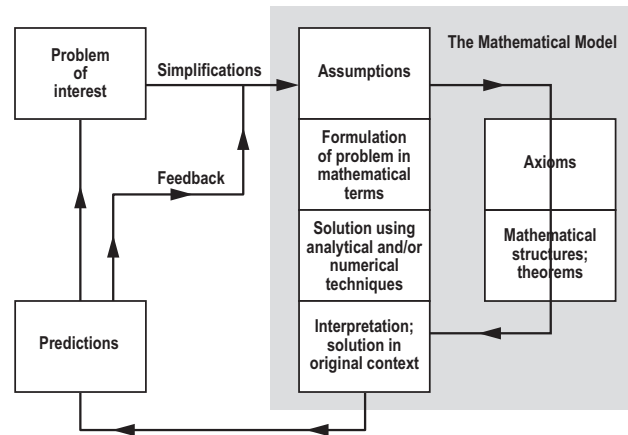 The Mathematical Model
Problem
of
interest
Simplifications
Assumptions
Formulation
of problem in
mathematical
terms
Axioms
Feedback
Solution using
analytical and/or
numerical
techniques
Mathematical
structures;
theorems
Predictions
Interpretation;
solution in
original context